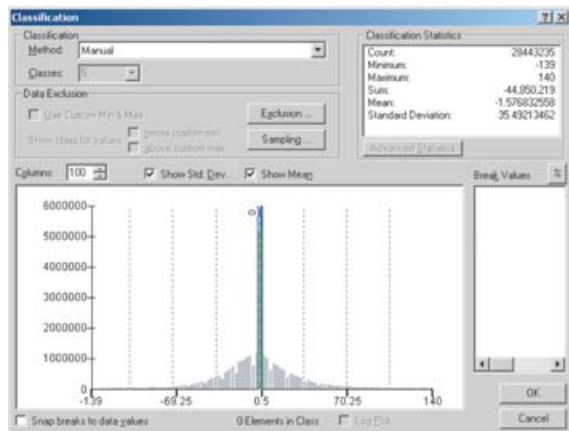 Classification
Classification
Method: Manual
Classes: 5
Classification Statistics
Count: 28443235
Minimum: -139
Maximum: 140
Sum: -44,850,219
Mean: -1.576832558
Standard Deviation: 35.49213462
Advanced Statistics
Data Exclusion
Use Custom Min & Max
Show class for values
below custom min
above custom max
Exclusion ...
Sampling ...
Columns: 100
Show Std. Dev.
Show Mean
Break Values
%
6000000
5000000
4000000
3000000
2000000
1000000
0
0
-139
-69.25
0.5
70.25
140
OK
Cancel
Snap breaks to data values
0 Elements in Class
Log Plot